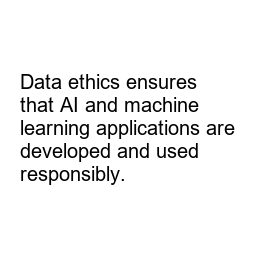 Data ethics ensures
that AI and machine
learning applications are
developed and used
responsibly.